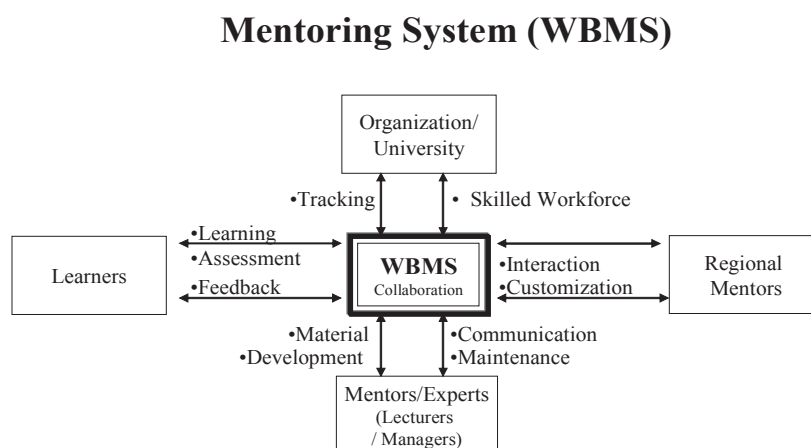 Mentoring System (WBMS)
Organization/
University
•Tracking
• Skilled Workforce
•Learning
•Assessment
•Feedback
Learners
WBMS
Collaboration
•Interaction
•Customization
Regional
Mentors
•Material
•Development
•Communication
•Maintenance
Mentors/Experts
(Lecturers
/ Managers)